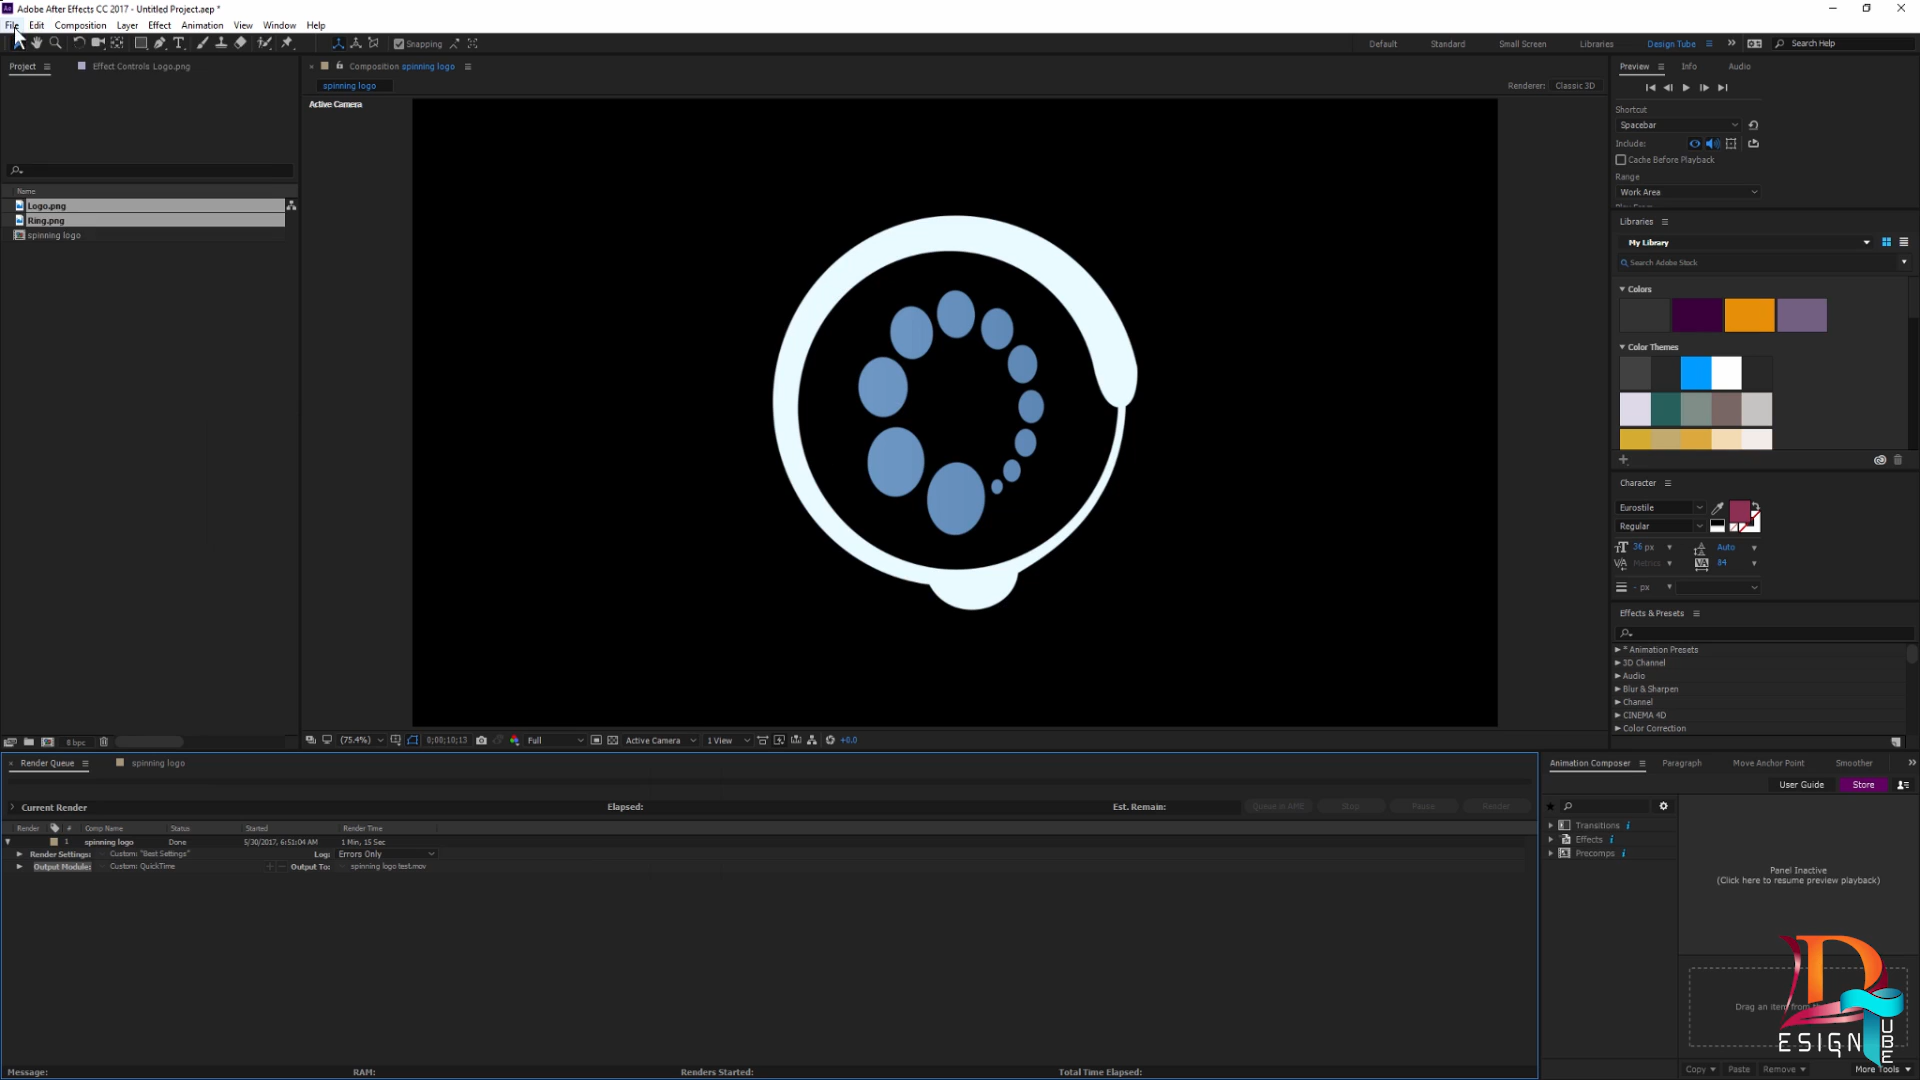 Adobe After Effects CC 2017 - Untitled Project.aep *
File Edit Composition Layer Effect Animation View Window Help
Snapping
Default Standard Small Screen Libraries Design Tube Search Help
Project Effect Controls Logo.png
Composition spinning logo
spinning logo
Renderer: Classic 3D
Active Camera
Name
Logo.png
Ring.png
spinning logo
8 bpc
(75.4%) 0;00;10;13 Full Active Camera 1 View +0.0
Preview Info Audio
Shortcut
Spacebar
Include:
Cache Before Playback
Range
Work Area
Libraries
My Library
Search Adobe Stock
Colors
Color Themes
Character
Eurostile
Regular
36 px Auto
Metrics 84
- px
Effects & Presets
* Animation Presets
3D Channel
Audio
Blur & Sharpen
Channel
CINEMA 4D
Color Correction
Render Queue spinning logo
Current Render Elapsed: Est. Remain: Queue in AME Stop Pause Render
Render # Comp Name Status Started Render Time
1 spinning logo Done 5/30/2017, 6:51:04 AM 1 Min, 15 Sec
Render Settings: Custom: "Best Settings" Log: Errors Only
Output Module: Custom: QuickTime Output To: spinning logo test.mov
Message: RAM: Renders Started: Total Time Elapsed:
Animation Composer Paragraph Move Anchor Point Smoother
User Guide Store
Transitions
Effects
Precomps
Panel Inactive
(Click here to resume preview playback)
Drag an item from
ESIGN
UBE
Copy Paste Remove More Tools